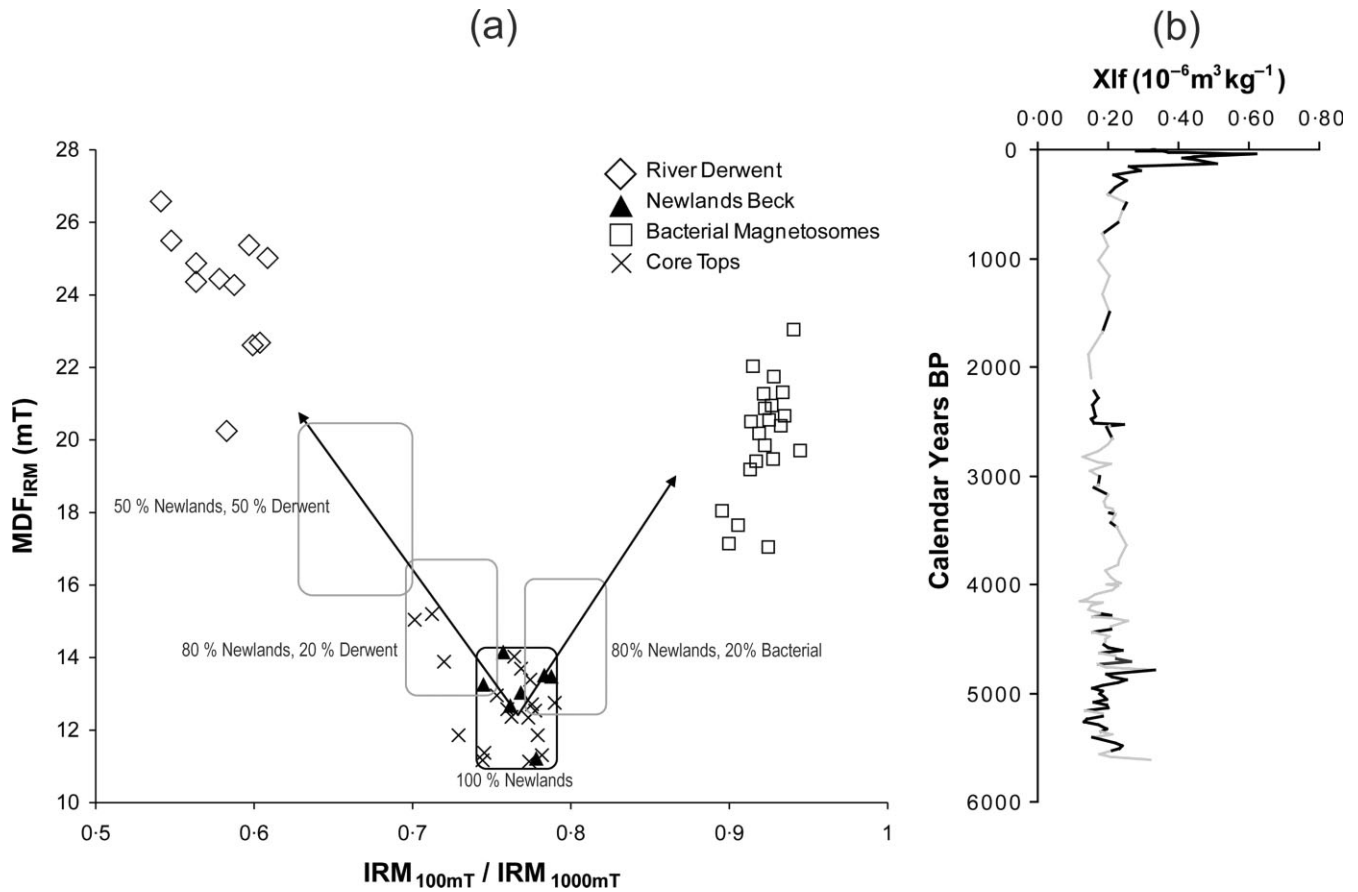 (a)
MDF_IRM (mT)
28
26
24
22
20
18
16
14
12
10
0·5
0·6
0·7
0·8
0·9
1
IRM_100mT / IRM_1000mT
River Derwent
Newlands Beck
Bacterial Magnetosomes
Core Tops
50 % Newlands, 50 % Derwent
80 % Newlands, 20 % Derwent
80% Newlands, 20% Bacterial
100 % Newlands
(b)
Xlf (10⁻⁶m³kg⁻¹)
0·00
0·20
0·40
0·60
0·80
Calendar Years BP
0
1000
2000
3000
4000
5000
6000